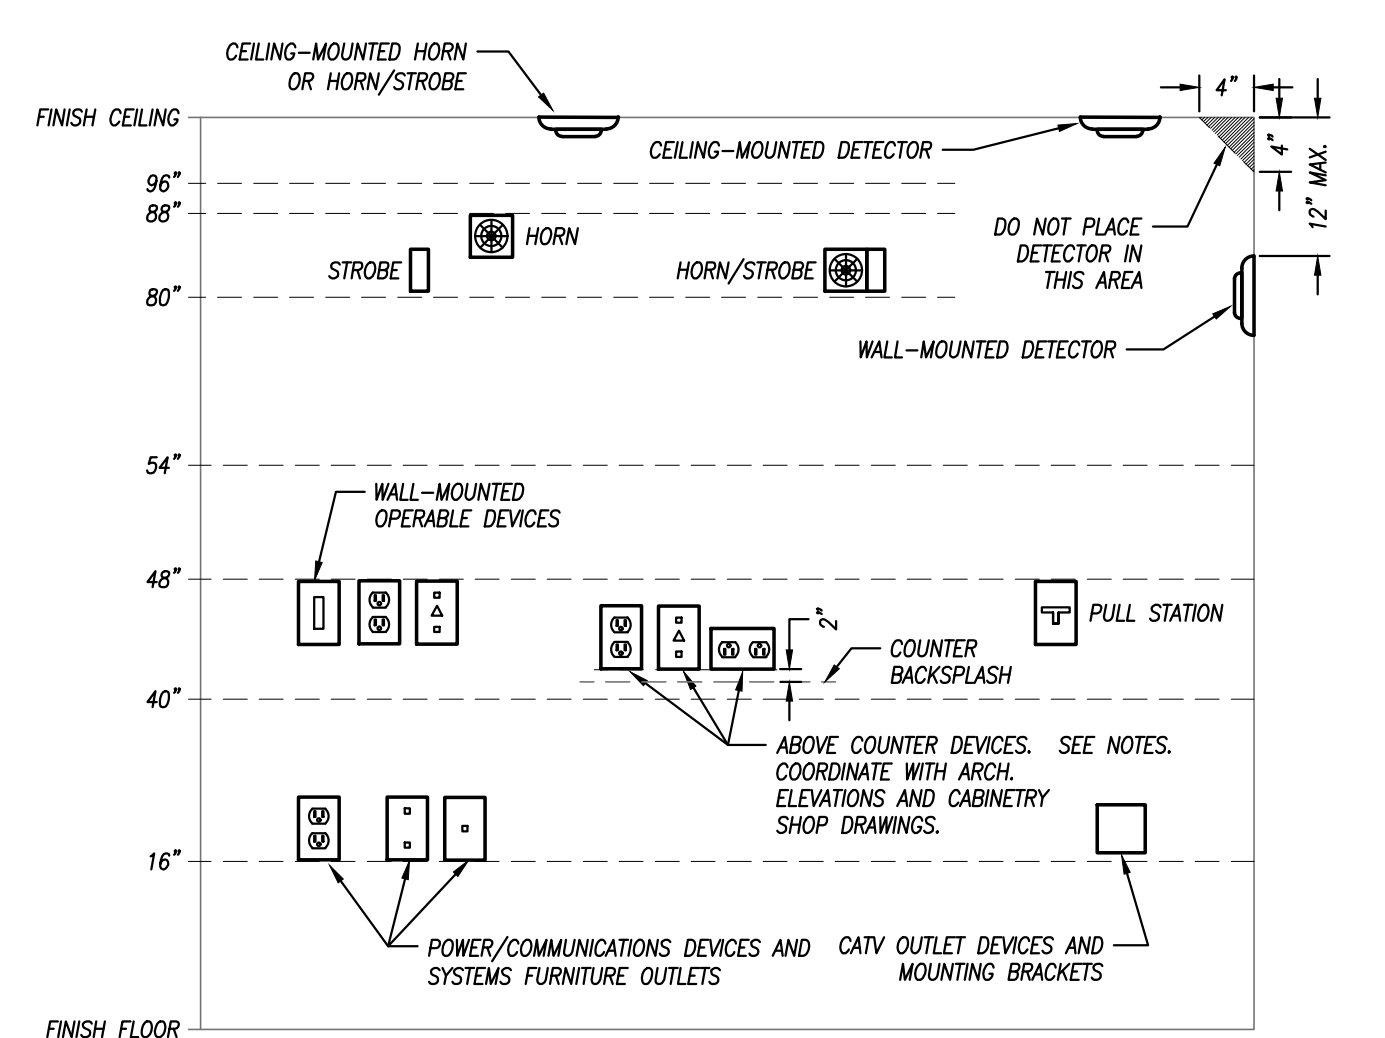 CEILING-MOUNTED HORN
OR HORN/STROBE
4"
FINISH CEILING
CEILING-MOUNTED DETECTOR
4"
12" MAX.
96"
88"
HORN
DO NOT PLACE
DETECTOR IN
THIS AREA
STROBE
HORN/STROBE
80"
WALL-MOUNTED DETECTOR
54"
WALL-MOUNTED
OPERABLE DEVICES
48"
2"
PULL STATION
COUNTER
BACKSPLASH
40"
ABOVE COUNTER DEVICES. SEE NOTES.
COORDINATE WITH ARCH.
ELEVATIONS AND CABINETRY
SHOP DRAWINGS.
16"
POWER/COMMUNICATIONS DEVICES AND
SYSTEMS FURNITURE OUTLETS
CATV OUTLET DEVICES AND
MOUNTING BRACKETS
FINISH FLOOR